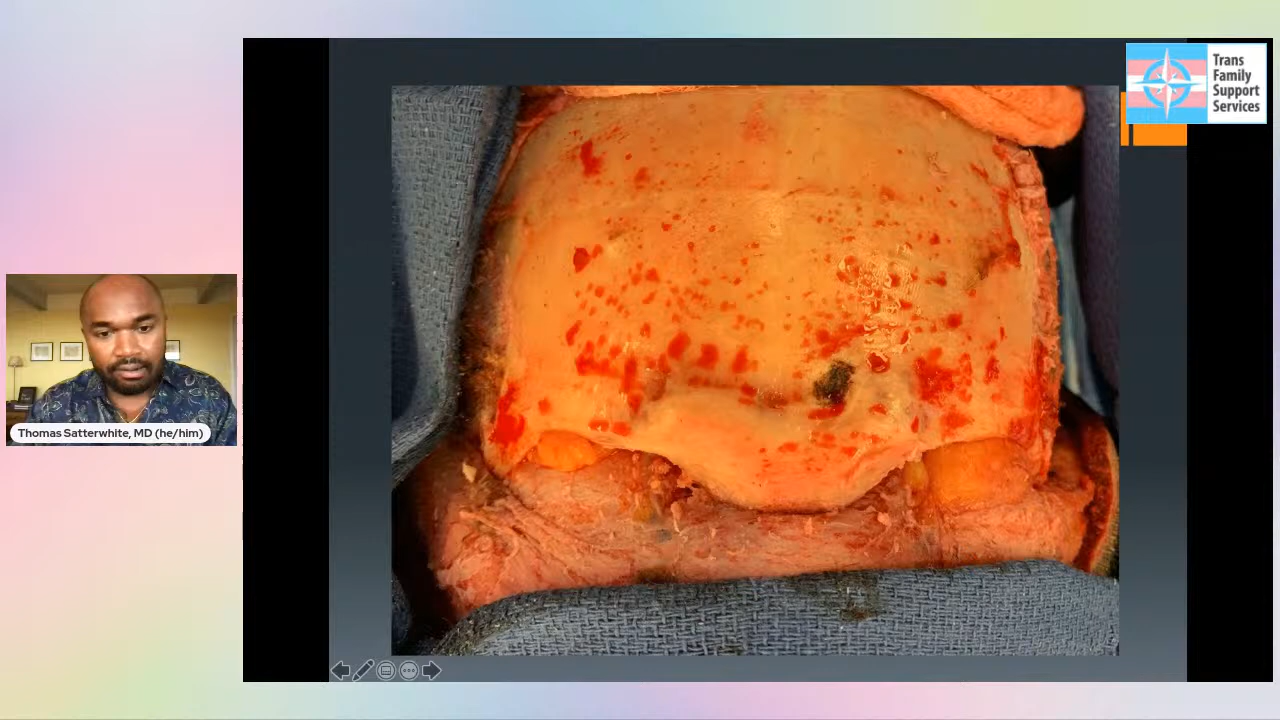 Trans
Family
Support
Services
Thomas Satterwhite, MD (he/him)